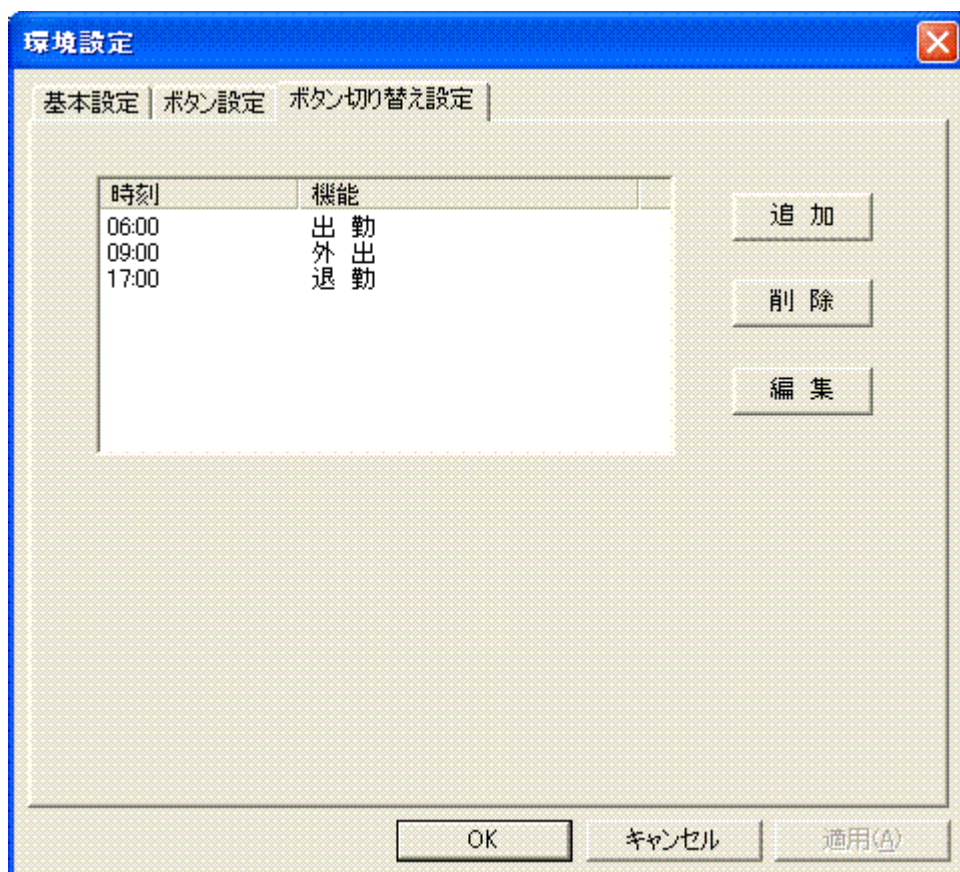 環境設定
基本設定 ボタン設定 ボタン切り替え設定
時刻 機能
06:00 出 勤
09:00 外 出
17:00 退 勤
追 加
削 除
編 集
OK キャンセル 適用(A)